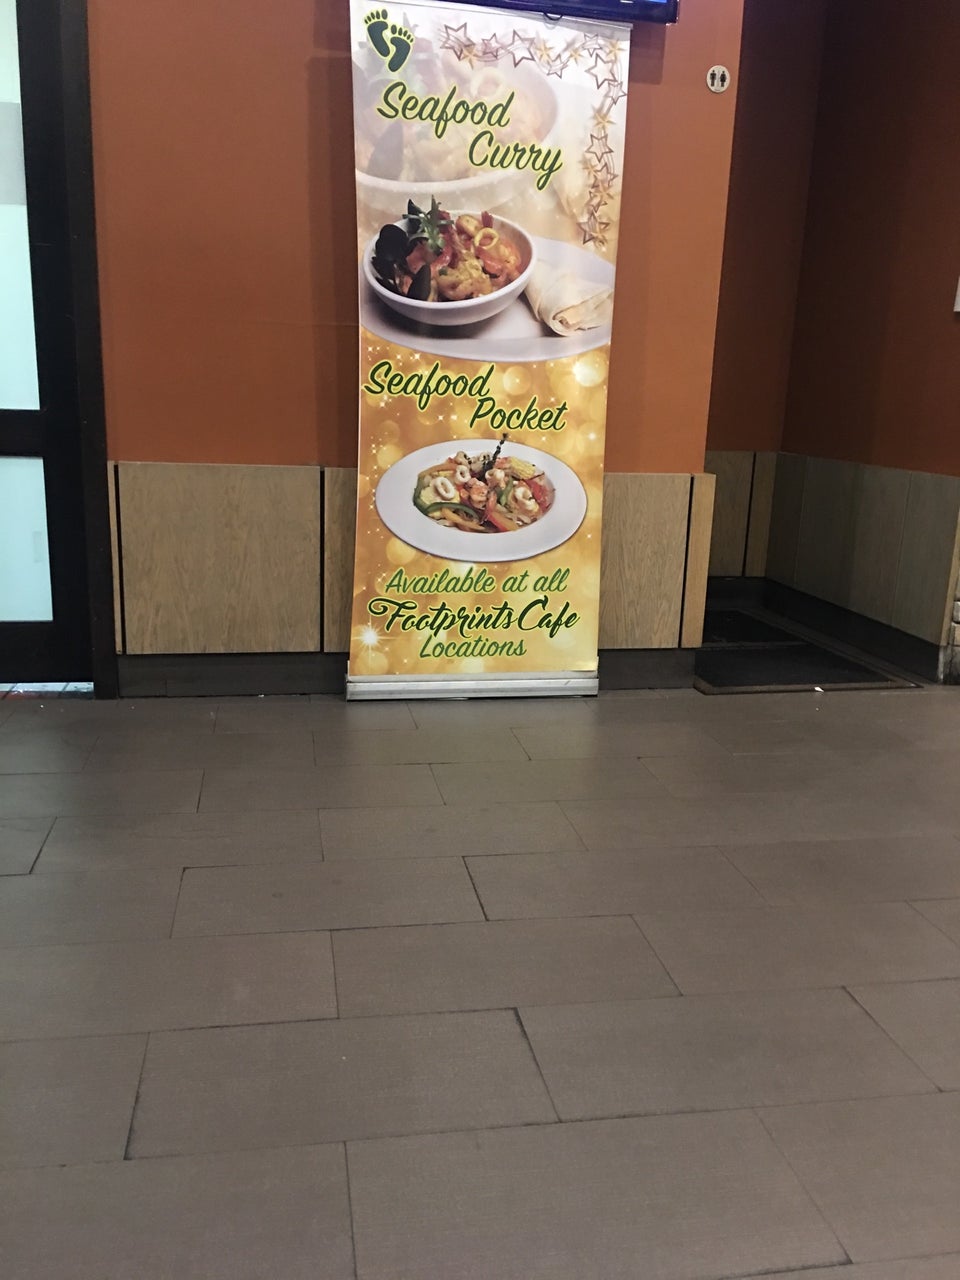 Seafood
Curry
Seafood
Pocket
Available at all
Footprints Cafe
Locations